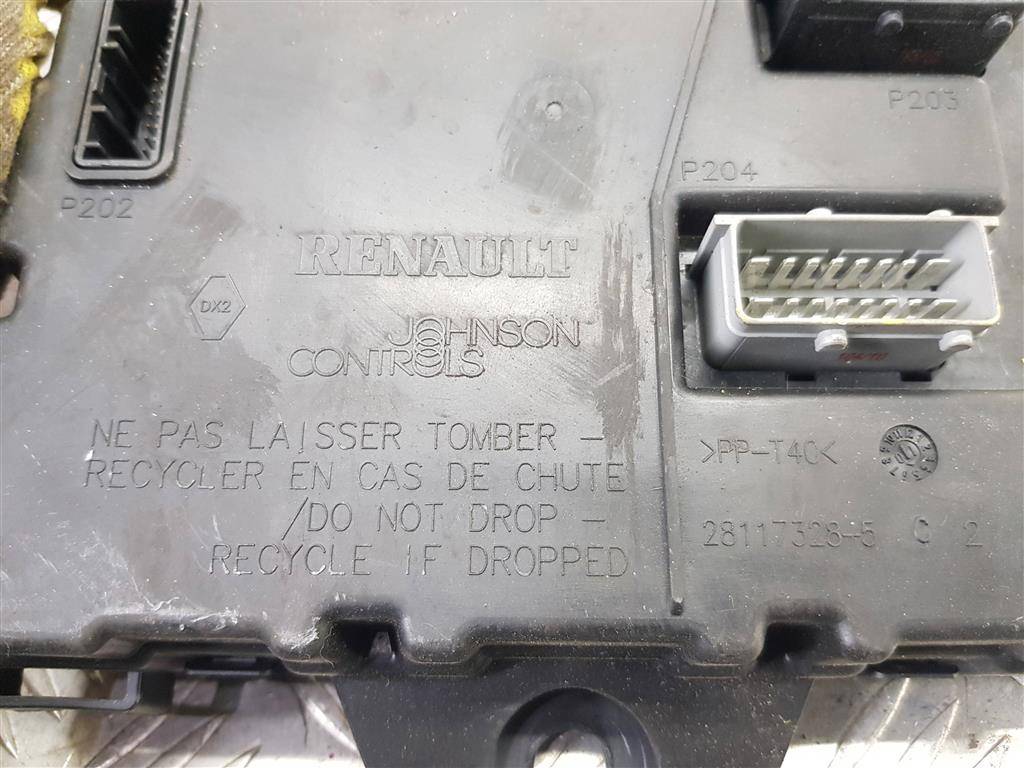 P203
P204
P202
RENAULT
DX2
JOHNSON
CONTROLS
NE PAS LAISSER TOMBER –
RECYCLER EN CAS DE CHUTE
/DO NOT DROP –
RECYCLE IF DROPPED
>PP-T40<
28117328-5 C 2